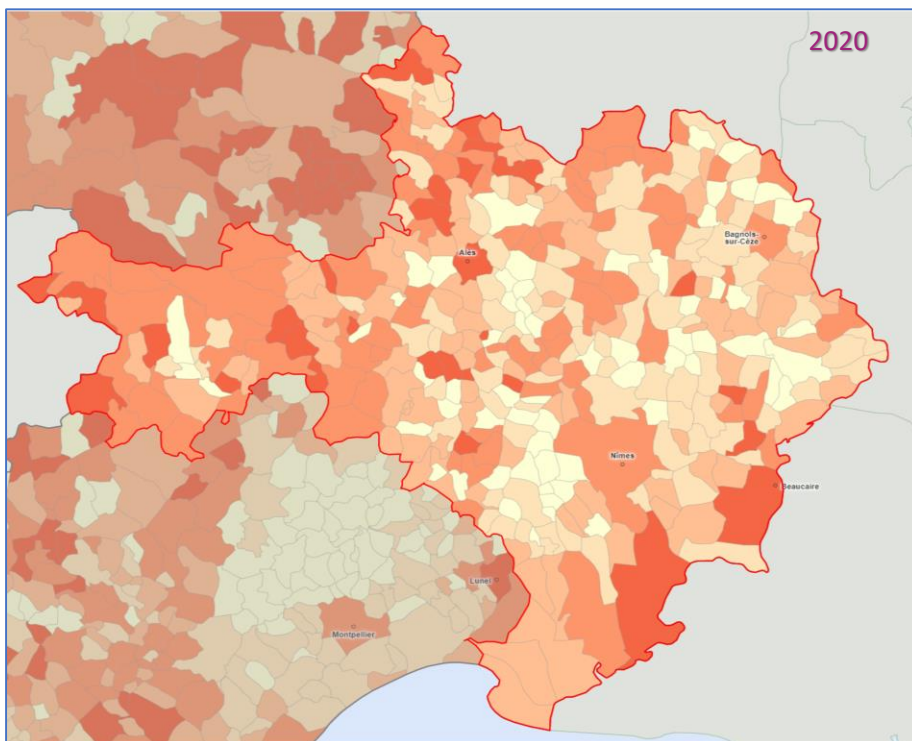 2020
Bagnols-
sur-Cèze
Alès
Nîmes
Beaucaire
Lunel
Montpellier